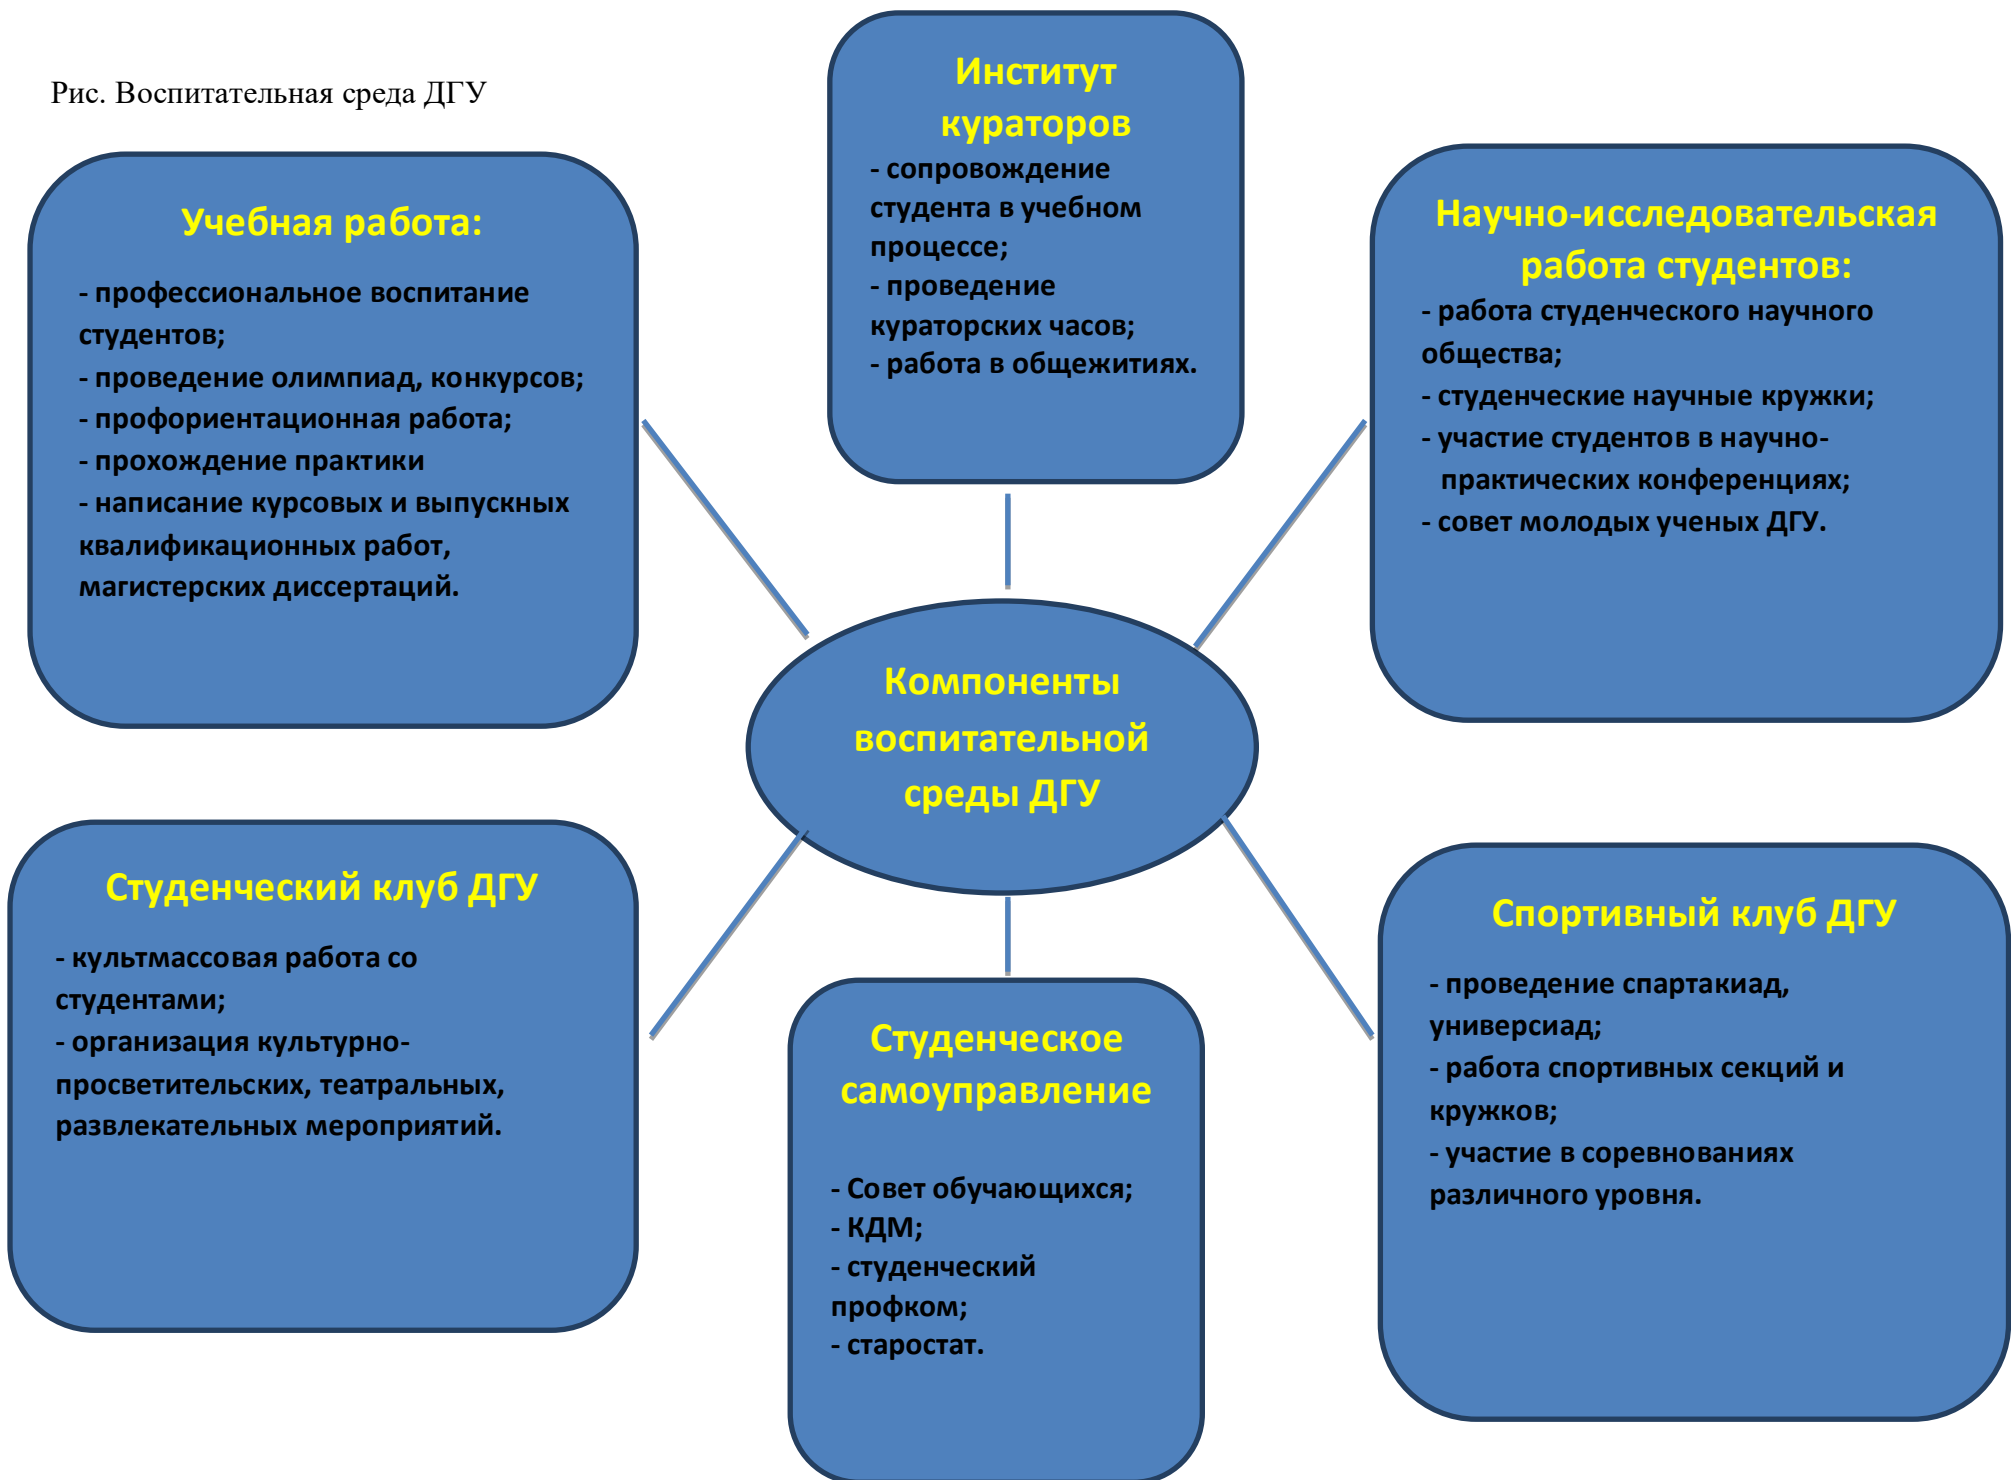 Рис. Воспитательная среда ДГУ
Институт
кураторов
- сопровождение
студента в учебном
процессе;
- проведение
кураторских часов;
- работа в общежитиях.
Учебная работа:
- профессиональное воспитание
студентов;
- проведение олимпиад, конкурсов;
- профориентационная работа;
- прохождение практики
- написание курсовых и выпускных
квалификационных работ,
магистерских диссертаций.
Научно-исследовательская
работа студентов:
- работа студенческого научного
общества;
- студенческие научные кружки;
- участие студентов в научно-
практических конференциях;
- совет молодых ученых ДГУ.
Компоненты
воспитательной
среды ДГУ
Студенческий клуб ДГУ
- культмассовая работа со
студентами;
- организация культурно-
просветительских, театральных,
развлекательных мероприятий.
Студенческое
самоуправление
- Совет обучающихся;
- КДМ;
- студенческий
профком;
- старостат.
Спортивный клуб ДГУ
- проведение спартакиад,
универсиад;
- работа спортивных секций и
кружков;
- участие в соревнованиях
различного уровня.